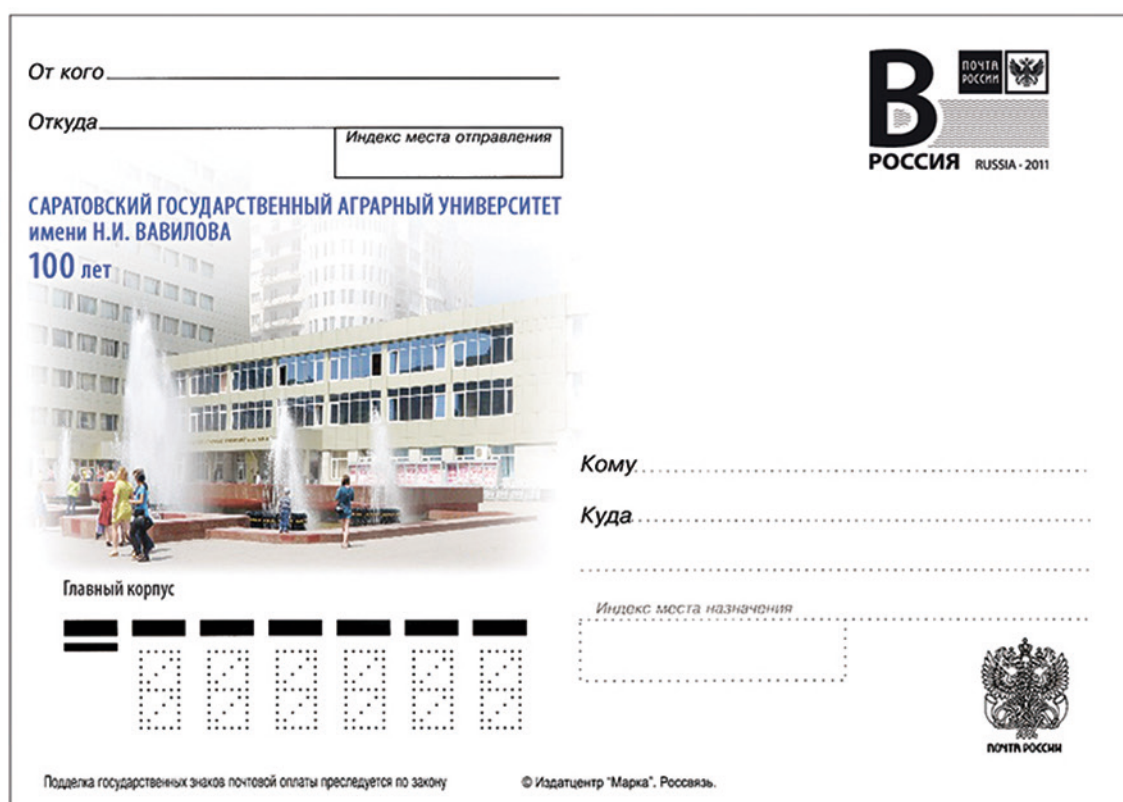 От кого
Откуда
Индекс места отправления
САРАТОВСКИЙ ГОСУДАРСТВЕННЫЙ АГРАРНЫЙ УНИВЕРСИТЕТ
имени Н.И. ВАВИЛОВА
100 лет
Главный корпус
B
ПОЧТА
РОССИИ
РОССИЯ RUSSIA - 2011
Кому
Куда
Индекс места назначения
ПОЧТА РОССИИ
Подделка государственных знаков почтовой оплаты преследуется по закону
© Издатцентр "Марка". Россвязь.